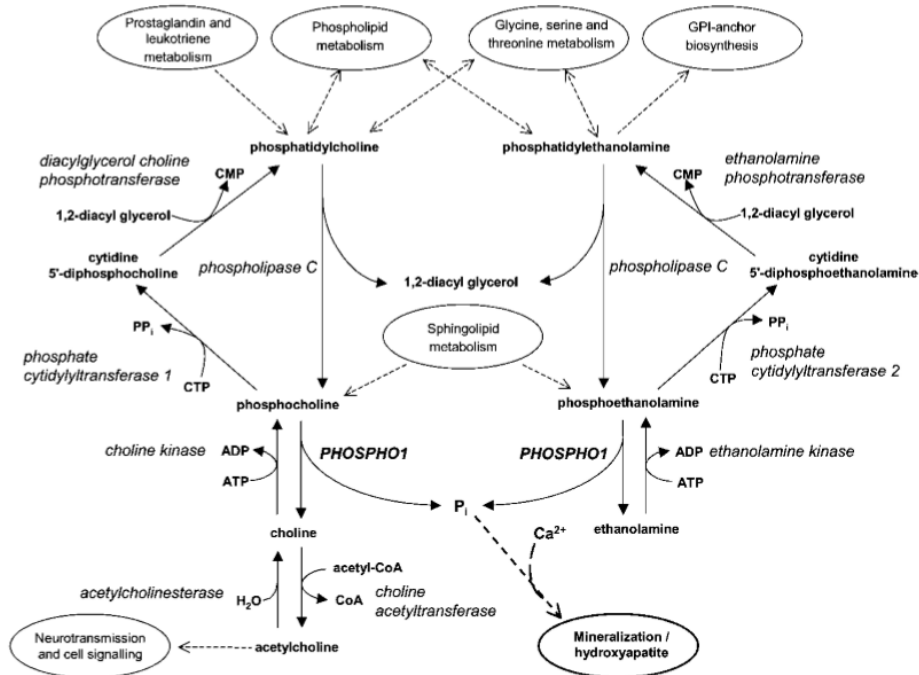 Prostaglandin and
leukotriene
metabolism
Phospholipid
metabolism
Glycine, serine and
threonine metabolism
GPI-anchor
biosynthesis
phosphatidylcholine
phosphatidylethanolamine
diacylglycerol choline
phosphotransferase
CMP
CMP
ethanolamine
phosphotransferase
1,2-diacyl glycerol
1,2-diacyl glycerol
cytidine
5'-diphosphocholine
phospholipase C
1,2-diacyl glycerol
phospholipase C
cytidine
5'-diphosphoethanolamine
Sphingolipid
metabolism
PPi
PPi
phosphate
cytidylyltransferase 1
CTP
CTP
phosphate
cytidylyltransferase 2
phosphocholine
phosphoethanolamine
choline kinase
ADP
ATP
PHOSPHO1
PHOSPHO1
ADP
ATP
ethanolamine kinase
Pi
choline
Ca2+
ethanolamine
acetylcholinesterase
H2O
acetyl-CoA
CoA
choline
acetyltransferase
Neurotransmission
and cell signalling
acetylcholine
Mineralization /
hydroxyapatite